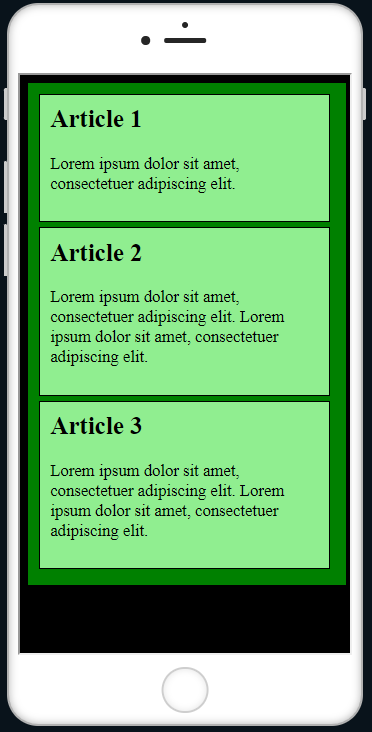 Article 1
Lorem ipsum dolor sit amet,
consectetuer adipiscing elit.
Article 2
Lorem ipsum dolor sit amet,
consectetuer adipiscing elit. Lorem
ipsum dolor sit amet, consectetuer
adipiscing elit.
Article 3
Lorem ipsum dolor sit amet,
consectetuer adipiscing elit. Lorem
ipsum dolor sit amet, consectetuer
adipiscing elit.